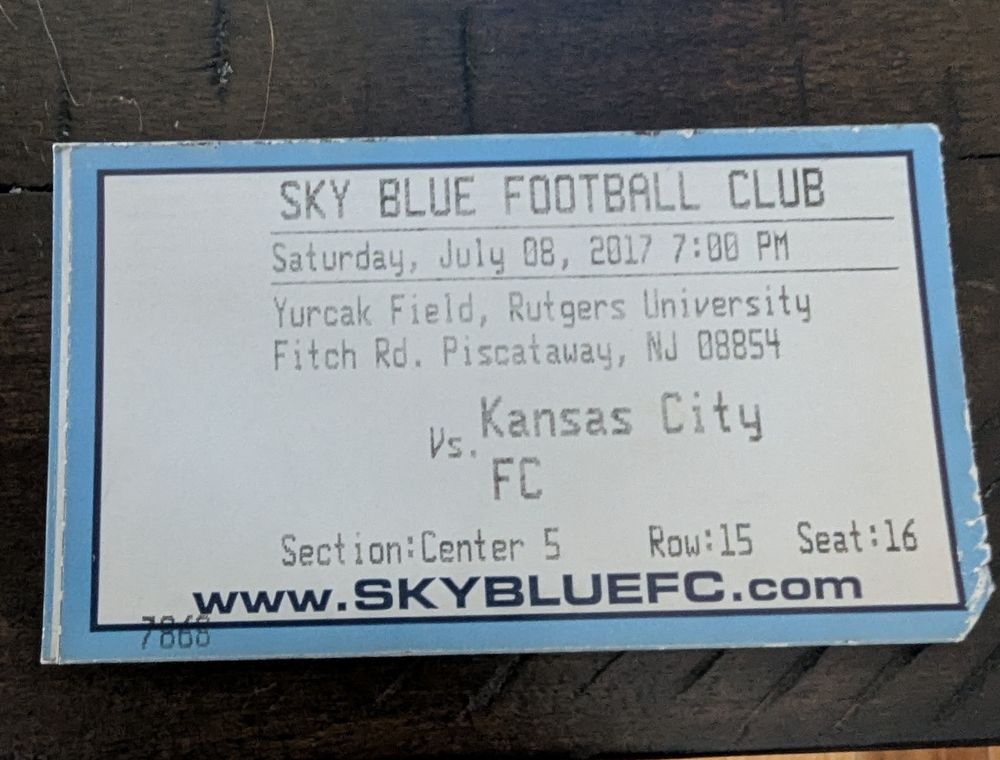 SKY BLUE FOOTBALL CLUB
Saturday, July 08, 2017 7:00 PM
Yurcak Field, Rutgers University
Fitch Rd. Piscataway, NJ 08854
Vs. Kansas City
FC
Section:Center 5 Row:15 Seat:16
www.SKYBLUEFC.com
7868